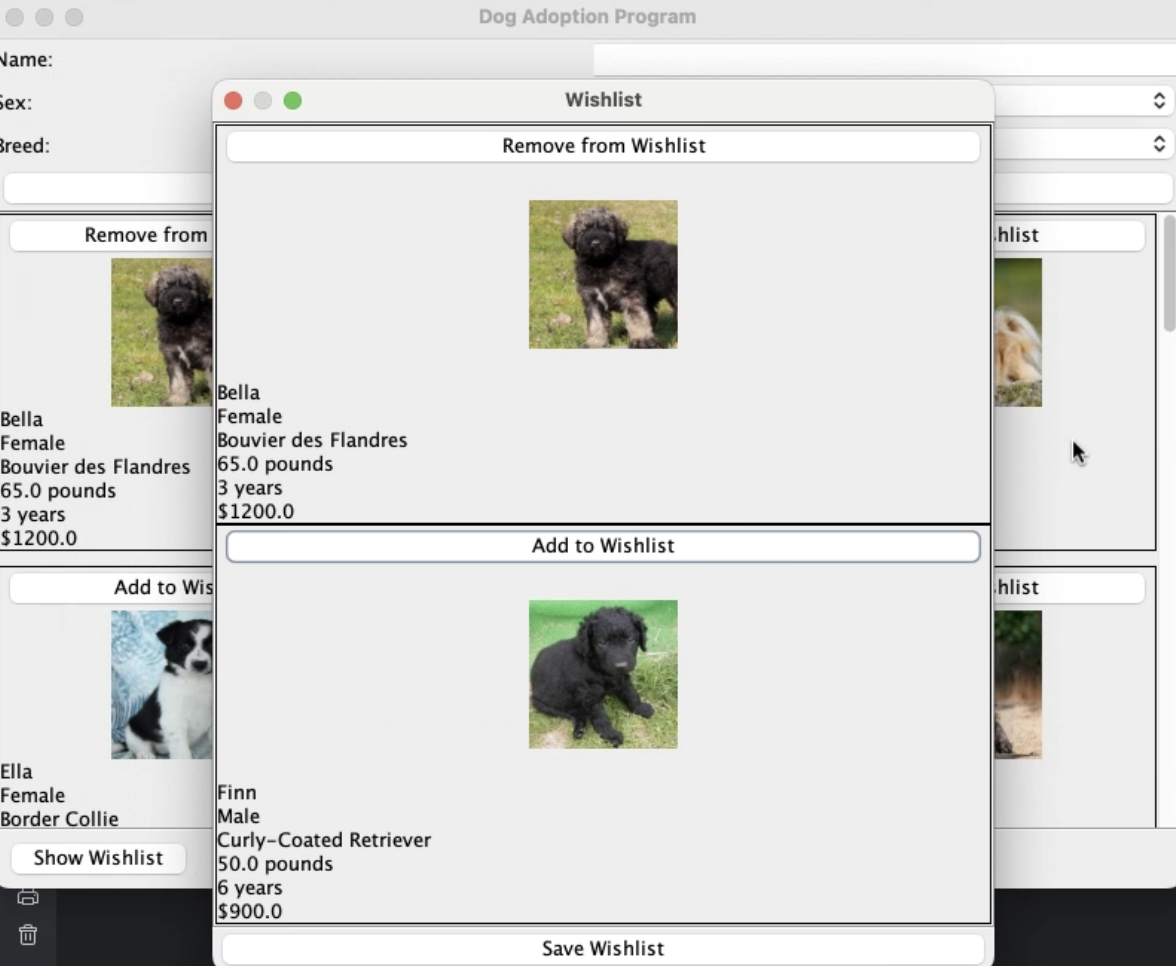 Dog Adoption Program
Name:
Sex:
Breed:
Wishlist
Remove from Wishlist
Bella
Female
Bouvier des Flandres
65.0 pounds
3 years
$1200.0
Add to Wishlist
Finn
Male
Curly-Coated Retriever
50.0 pounds
6 years
$900.0
Save Wishlist
Remove from
Bella
Female
Bouvier des Flandres
65.0 pounds
3 years
$1200.0
Add to Wis
Ella
Female
Border Collie
hlist
hlist
Show Wishlist